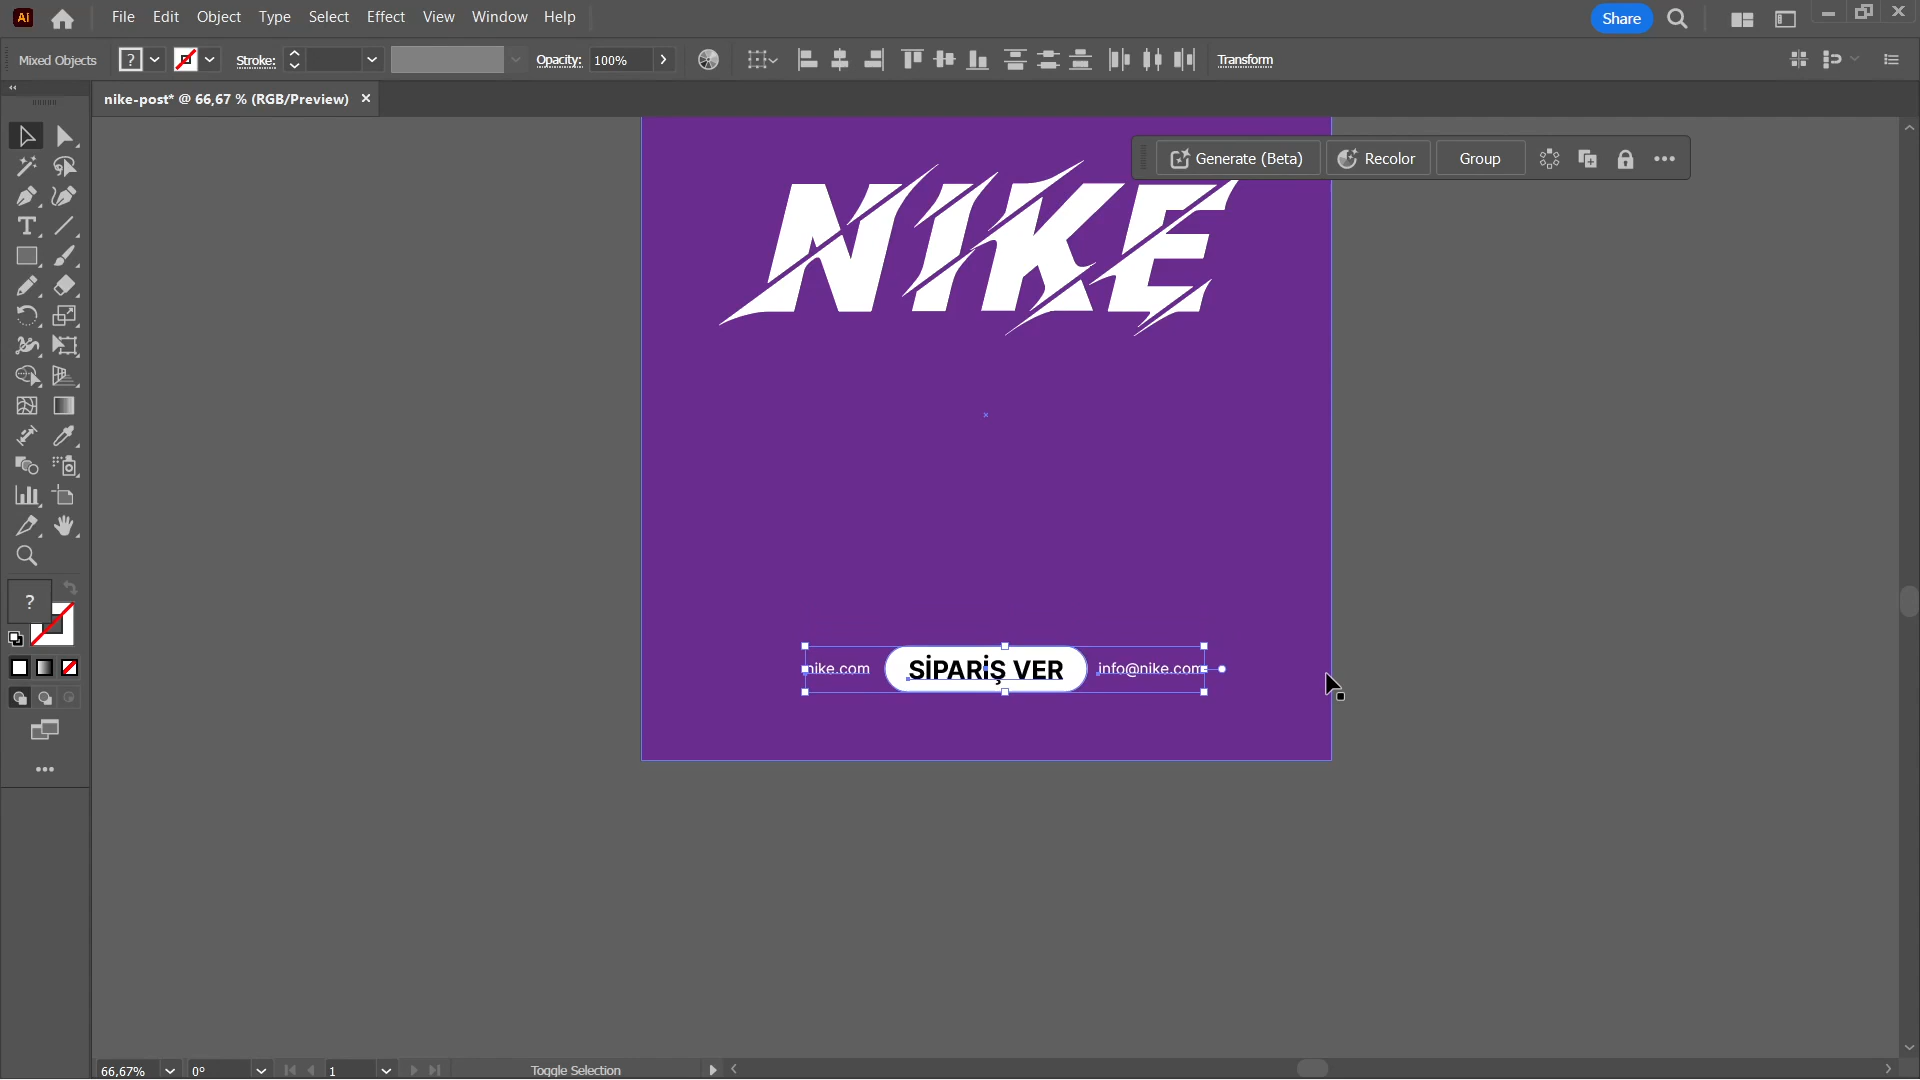 Ai File Edit Object Type Select Effect View Window Help Share
Mixed Objects ? Stroke: Opacity: 100% Transform
nike-post* @ 66,67 % (RGB/Preview)
Generate (Beta) Recolor Group
NIKE
T
?
nike.com SİPARİŞ VER info@nike.com
66,67% 0° 1 Toggle Selection